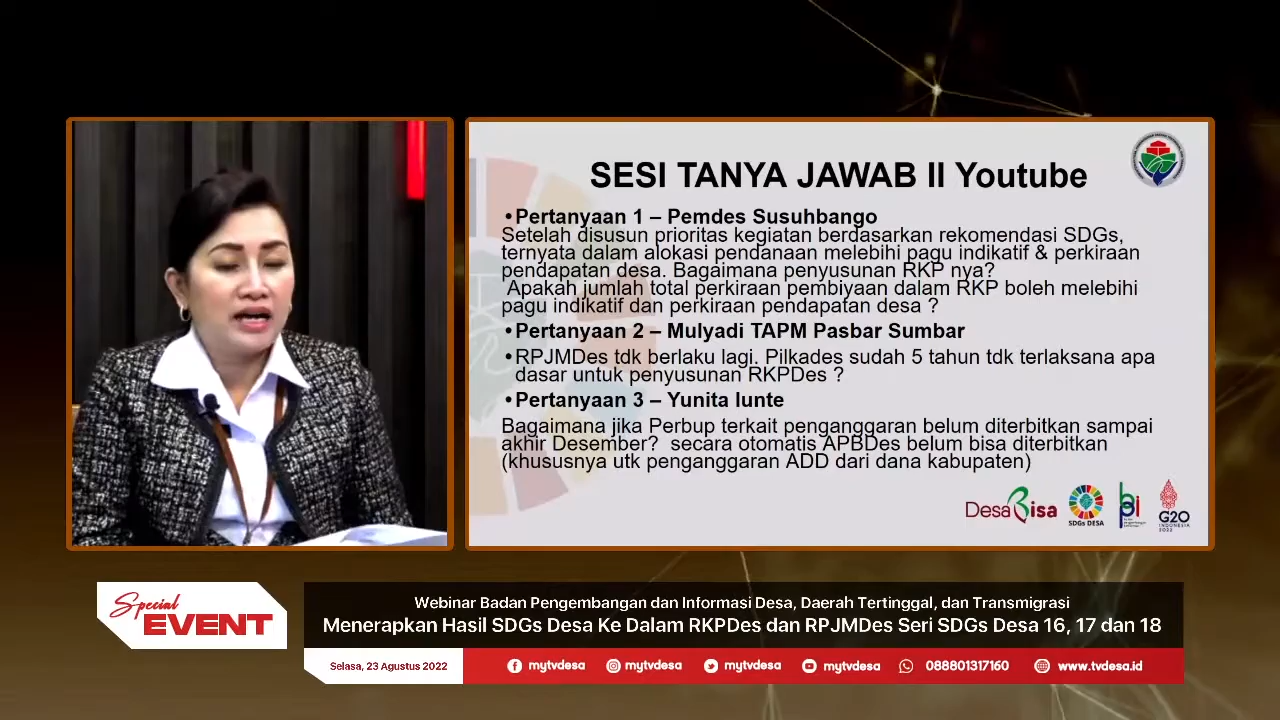 SESI TANYA JAWAB II Youtube
•Pertanyaan 1 – Pemdes Susuhbango
Setelah disusun prioritas kegiatan berdasarkan rekomendasi SDGs,
ternyata dalam alokasi pendanaan melebihi pagu indikatif & perkiraan
pendapatan desa. Bagaimana penyusunan RKP nya?
Apakah jumlah total perkiraan pembiyaan dalam RKP boleh melebihi
pagu indikatif dan perkiraan pendapatan desa ?
•Pertanyaan 2 – Mulyadi TAPM Pasbar Sumbar
•RPJMDes tdk berlaku lagi. Pilkades sudah 5 tahun tdk terlaksana apa
dasar untuk penyusunan RKPDes ?
•Pertanyaan 3 – Yunita Iunte
Bagaimana jika Perbup terkait penganggaran belum diterbitkan sampai
akhir Desember? secara otomatis APBDes belum bisa diterbitkan
(khususnya utk penganggaran ADD dari dana kabupaten)
Desa Bisa
SDGs DESA
bpi
G20
INDONESIA
2022
Special
EVENT
Webinar Badan Pengembangan dan Informasi Desa, Daerah Tertinggal, dan Transmigrasi
Menerapkan Hasil SDGs Desa Ke Dalam RKPDes dan RPJMDes Seri SDGs Desa 16, 17 dan 18
Selasa, 23 Agustus 2022
mytvdesa mytvdesa mytvdesa mytvdesa 088801317160 www.tvdesa.id